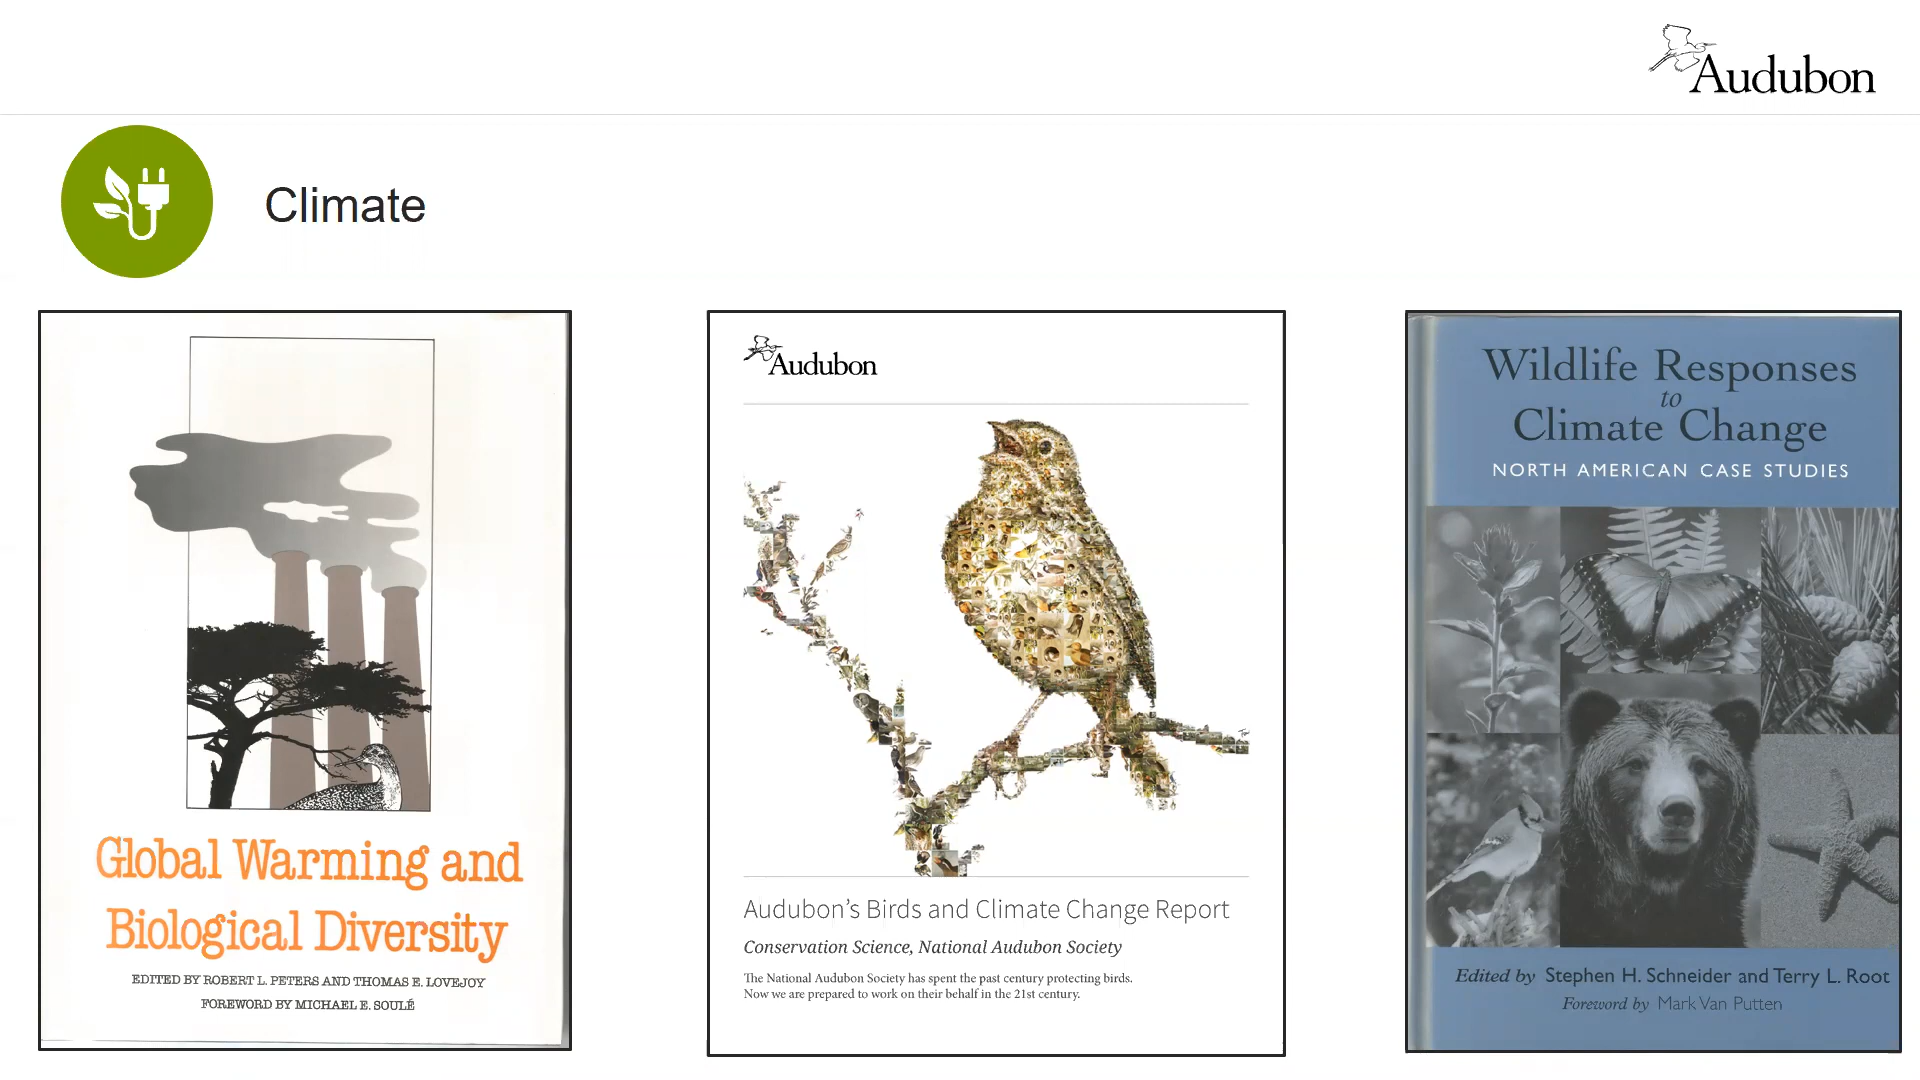 Audubon
Climate
Global Warming and
Biological Diversity
EDITED BY ROBERT L. PETERS AND THOMAS E. LOVEJOY
FOREWORD BY MICHAEL E. SOULÉ
Audubon
Audubon's Birds and Climate Change Report
Conservation Science, National Audubon Society
The National Audubon Society has spent the past century protecting birds.
Now we are prepared to work on their behalf in the 21st century.
Wildlife Responses
to
Climate Change
NORTH AMERICAN CASE STUDIES
Edited by Stephen H. Schneider and Terry L. Root
Foreword by Mark Van Putten